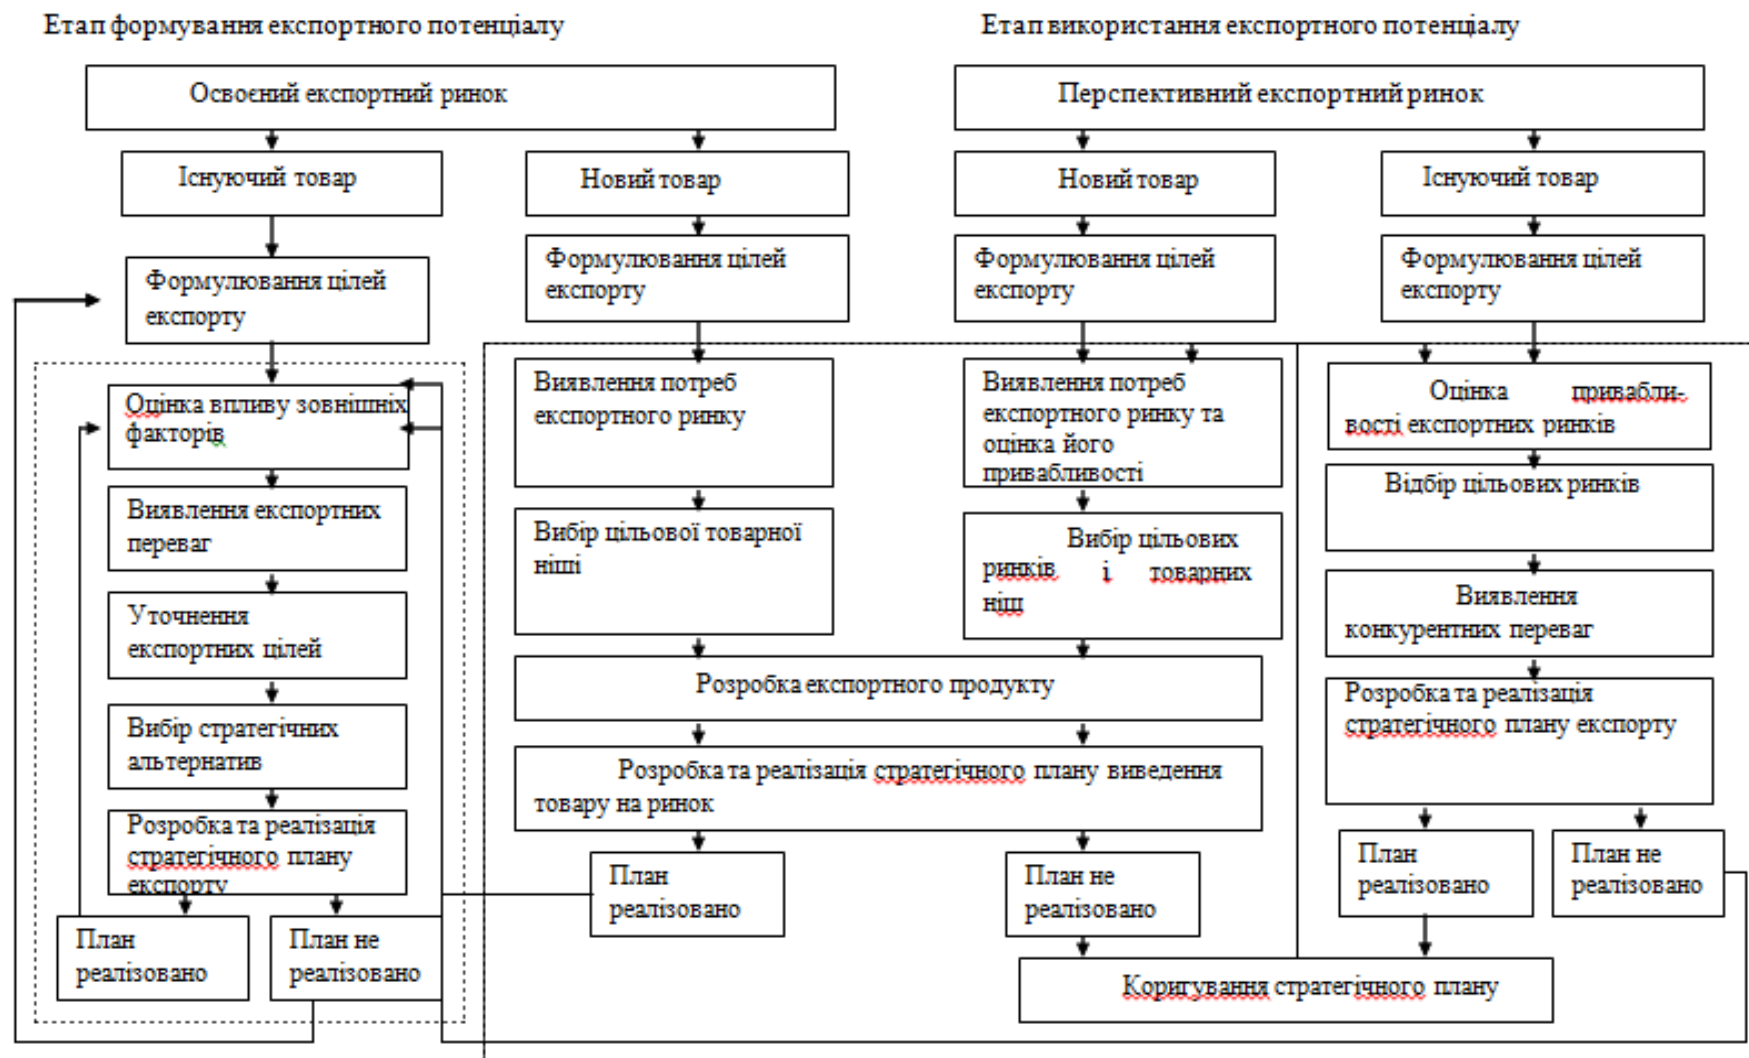 Етап формування експортного потенціалу
Етап використання експортного потенціалу
Освоєний експортний ринок
Перспективний експортний ринок
Існуючий товар
Новий товар
Новий товар
Існуючий товар
Формулювання цілей
експорту
Формулювання цілей
експорту
Формулювання цілей
експорту
Формулювання цілей
експорту
Оцінка впливу зовнішніх
факторів
Виявлення експортних
переваг
Уточнення
експортних цілей
Вибір стратегічних
альтернатив
Розробка та реалізація
стратегічного плану
експорту
План
реалізовано
План не
реалізовано
Виявлення потреб
експортного ринку
Вибір цільової товарної
ніші
Виявлення потреб
експортного ринку та
оцінка його
привабливості
Вибір цільових
ринків і товарних
ніш
Розробка експортного продукту
Розробка та реалізація стратегічного плану виведення
товару на ринок
План
реалізовано
План не
реалізовано
Оцінка привабли-
вості експортних ринків
Відбір цільових ринків
Виявлення
конкурентних переваг
Розробка та реалізація
стратегічного плану експорту
План
реалізовано
План не
реалізовано
Коригування стратегічного плану